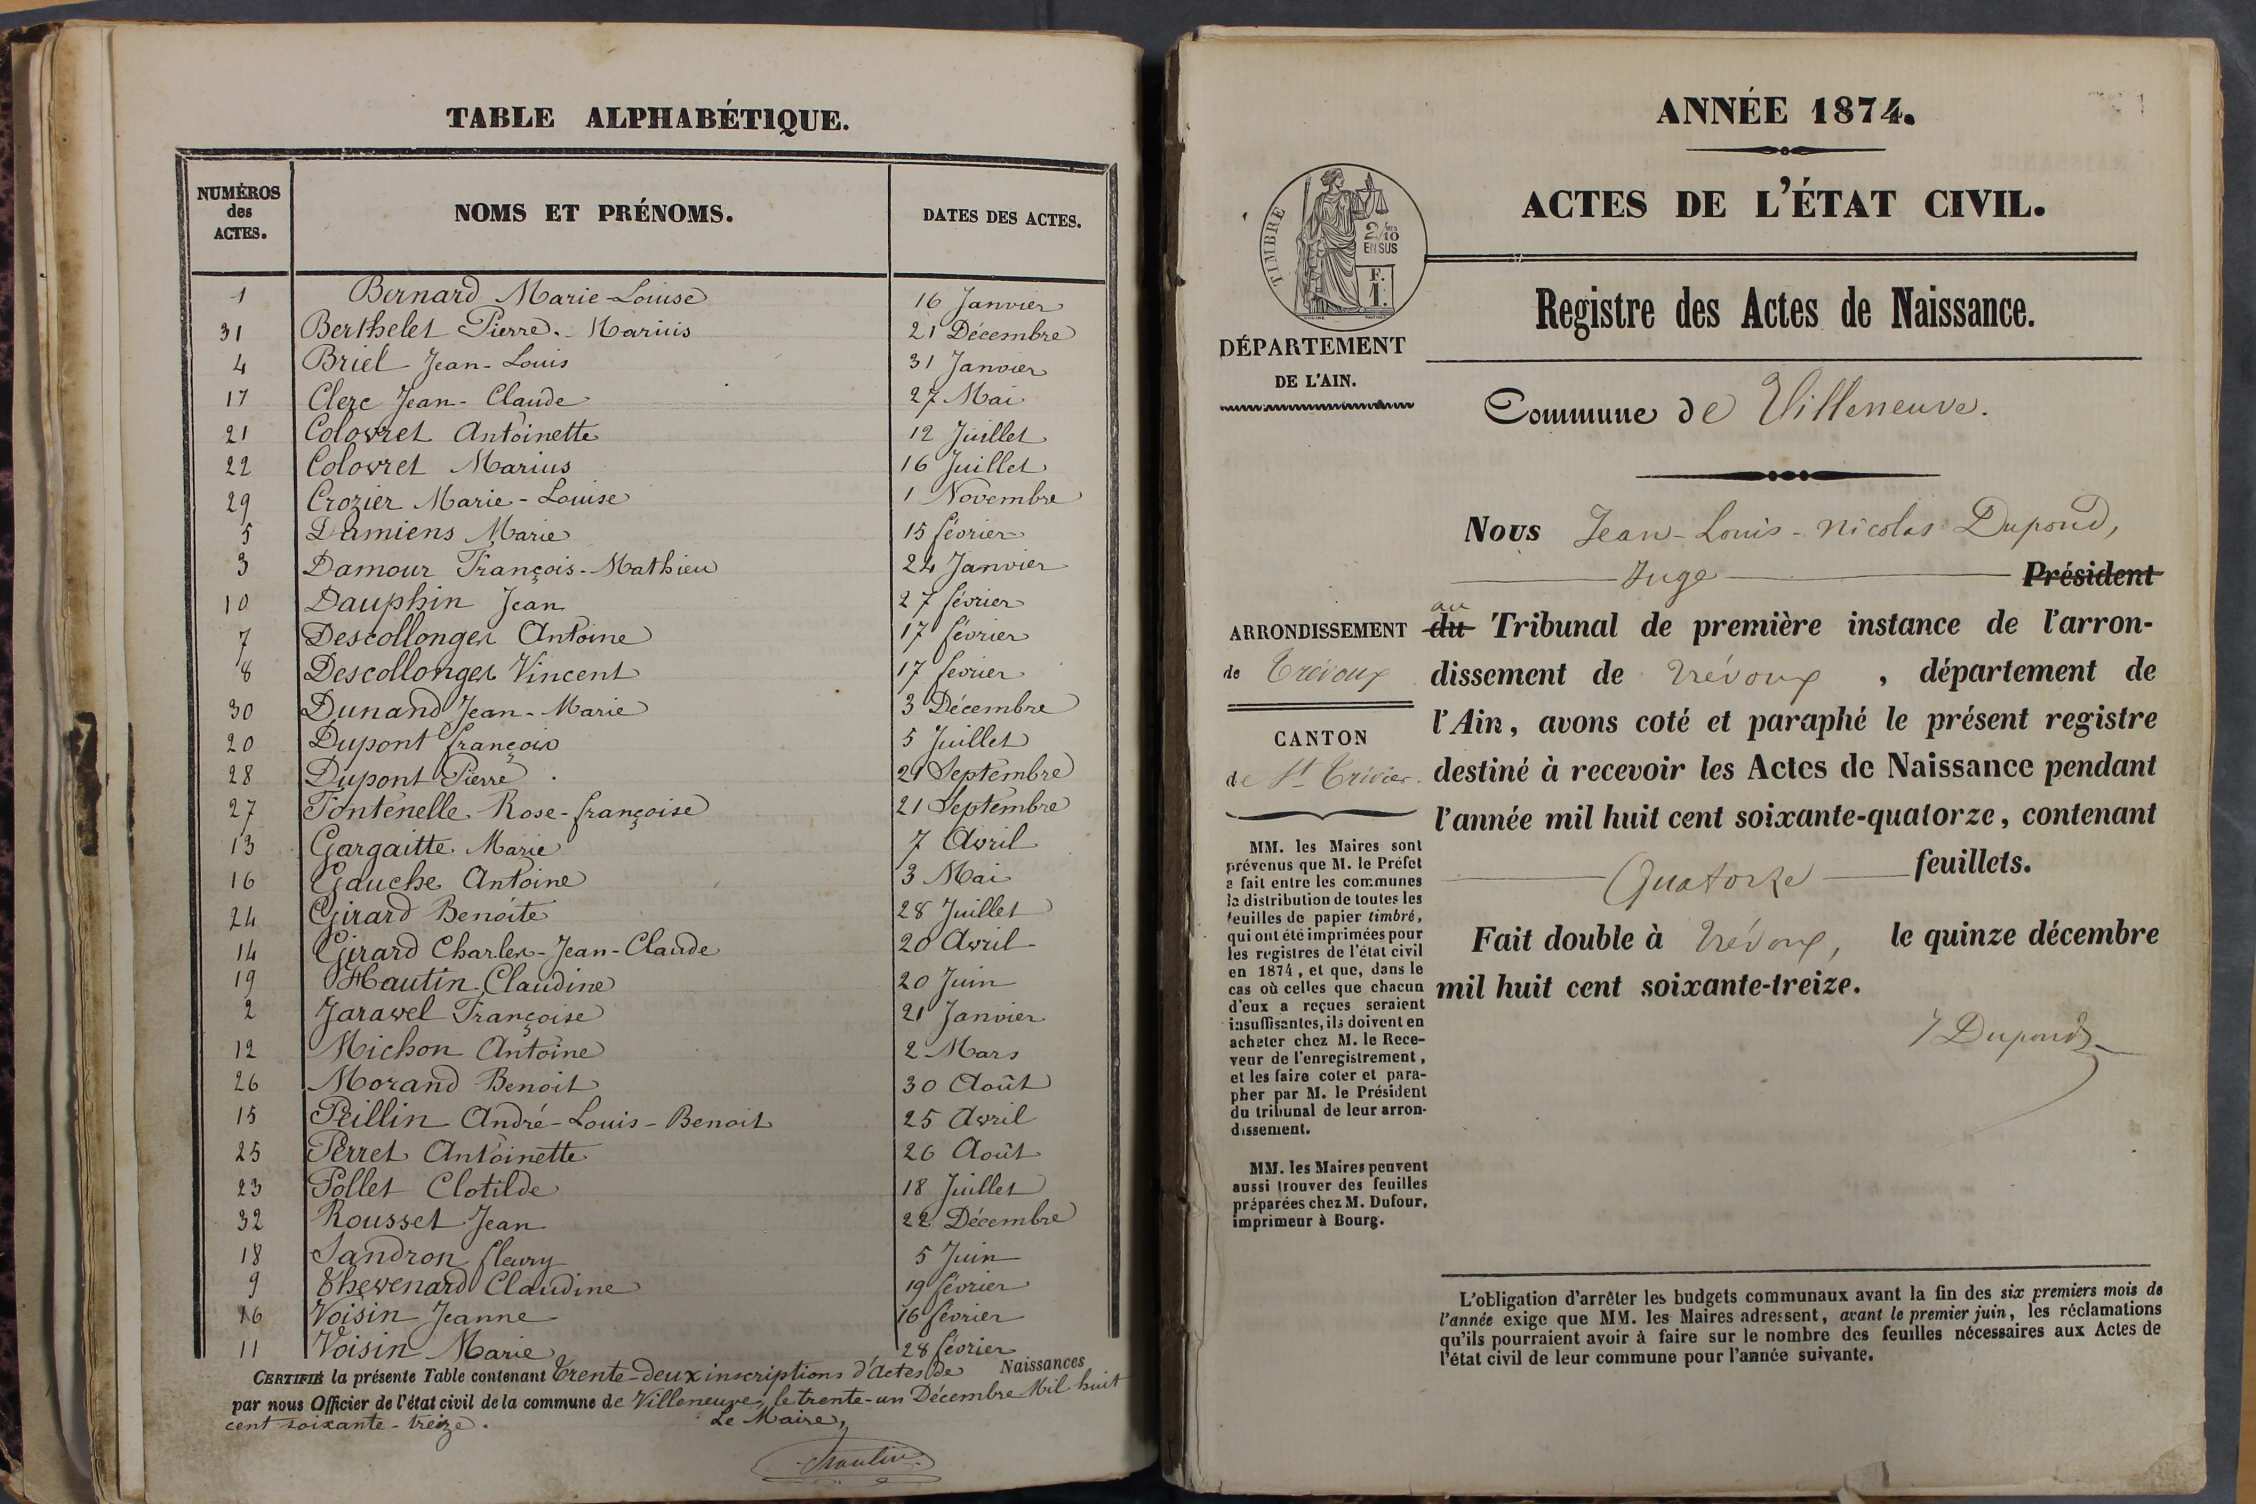 TABLE ALPHABÉTIQUE.
NUMÉROS des ACTES. NOMS ET PRÉNOMS. DATES DES ACTES.
1 Bernard Marie-Louise 16 Janvier
31 Berthelet Pierre-Marius 21 Décembre
4 Briel Jean-Louis 31 Janvier
17 Clerc Jean-Claude 27 Mai
21 Colovret Antoinette 12 Juillet
22 Colovret Marius 16 Juillet
29 Crozier Marie-Louise 1 Novembre
5 Damiens Marie 15 février
3 Damour François-Mathieu 24 Janvier
10 Dauphin Jean 27 février
7 Descollonges Antoine 17 février
8 Descollonges Vincent 17 février
30 Dunand Jean-Marie 3 Décembre
20 Dupont françois 5 Juillet
28 Dupont Pierre 21 Septembre
27 Fontenelle Rose-françoise 21 Septembre
13 Gargaitte Marie 7 Avril
16 Gauche Antoine 3 Mai
24 Girard Benoite 28 Juillet
14 Girard Charles-Jean-Claude 20 Avril
19 Hautin Claudine 20 Juin
2 Jaravel Françoise 21 Janvier
12 Michon Antoine 2 Mars
26 Morand Benoit 30 Août
15 Peillin André-Louis-Benoit 25 Avril
25 Perret Antoinette 26 Août
23 Pollet Clotilde 18 Juillet
32 Rousset Jean 22 Décembre
18 Sandron fleury 5 Juin
9 Thevenard Claudine 19 février
6 Voisin Jeanne 16 février
11 Voisin Marie 28 février
CERTIFIÉ la présente Table contenant trente-deux inscriptions d'Actes de Naissances
par nous Officier de l'état civil de la commune de Villeneuve, le trente-un Décembre Mil huit
cent soixante-treize. Le Maire,
ANNÉE 1874.
ACTES DE L'ÉTAT CIVIL.
TIMBRE
2/10
EN SUS
F.
1.
Registre des Actes de Naissance.
DÉPARTEMENT
DE L'AIN.
Commune de Villeneuve.
Nous Jean-Louis-Nicolas Dupond,
Juge Président
au
du Tribunal de première instance de l'arron-
dissement de Trévoux, département de
l'Ain, avons coté et paraphé le présent registre
destiné à recevoir les Actes de Naissance pendant
l'année mil huit cent soixante-quatorze, contenant
Quatorze feuillets.
Fait double à Trévoux, le quinze décembre
mil huit cent soixante-treize.
J Dupond
ARRONDISSEMENT
de Trévoux
CANTON
de St Trivier.
MM. les Maires sont
prévenus que M. le Préfet
a fait entre les communes
la distribution de toutes les
feuilles de papier timbré,
qui ont été imprimées pour
les registres de l'état civil
en 1874, et que, dans le
cas où celles que chacun
d'eux a reçues seraient
insuffisantes, ils doivent en
acheter chez M. le Rece-
veur de l'enregistrement,
et les faire coter et para-
pher par M. le Président
du tribunal de leur arron-
dissement.
MM. les Maires peuvent
aussi trouver des feuilles
préparées chez M. Dufour,
imprimeur à Bourg.
L'obligation d'arrêter les budgets communaux avant la fin des six premiers mois de
l'année exige que MM. les Maires adressent, avant le premier juin, les réclamations
qu'ils pourraient avoir à faire sur le nombre des feuilles nécessaires aux Actes de
l'état civil de leur commune pour l'année suivante.